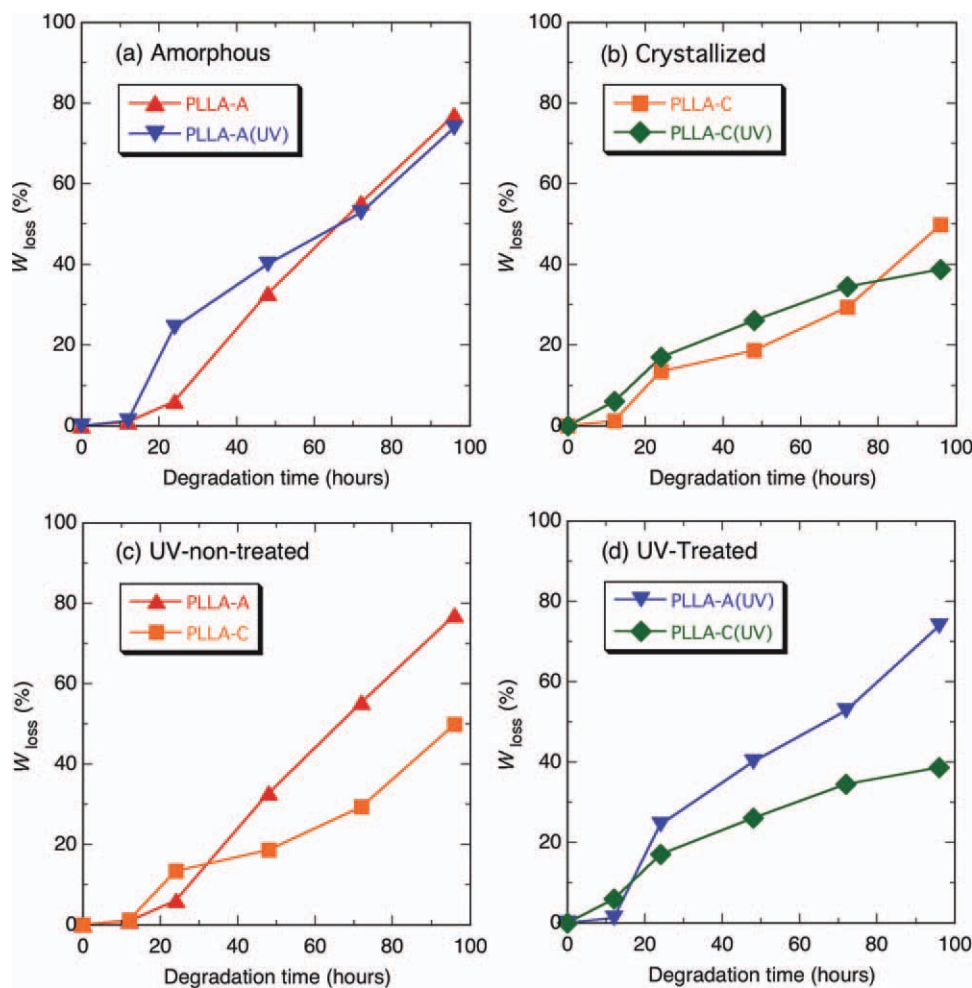 (a) Amorphous
PLLA-A
PLLA-A(UV)
100
80
60
40
20
0
W loss (%)
0 20 40 60 80 100
Degradation time (hours)
(b) Crystallized
PLLA-C
PLLA-C(UV)
100
80
60
40
20
0
W loss (%)
0 20 40 60 80 100
Degradation time (hours)
(c) UV-non-treated
PLLA-A
PLLA-C
100
80
60
40
20
0
W loss (%)
0 20 40 60 80 100
Degradation time (hours)
(d) UV-Treated
PLLA-A(UV)
PLLA-C(UV)
100
80
60
40
20
0
W loss (%)
0 20 40 60 80 100
Degradation time (hours)